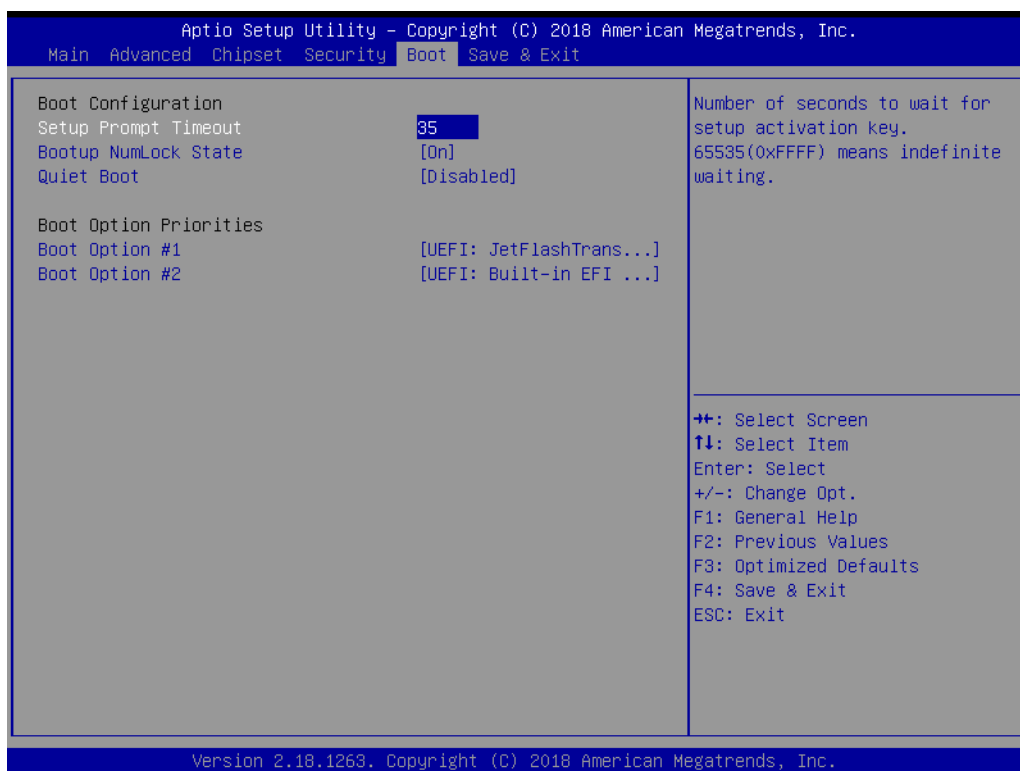 Aptio Setup Utility – Copyright (C) 2018 American Megatrends, Inc.
Main Advanced Chipset Security Boot Save & Exit
Boot Configuration
Setup Prompt Timeout 35
Bootup NumLock State [On]
Quiet Boot [Disabled]
Boot Option Priorities
Boot Option #1 [UEFI: JetFlashTrans...]
Boot Option #2 [UEFI: Built-in EFI ...]
Number of seconds to wait for
setup activation key.
65535(0xFFFF) means indefinite
waiting.
→←: Select Screen
↑↓: Select Item
Enter: Select
+/-: Change Opt.
F1: General Help
F2: Previous Values
F3: Optimized Defaults
F4: Save & Exit
ESC: Exit
Version 2.18.1263. Copyright (C) 2018 American Megatrends, Inc.